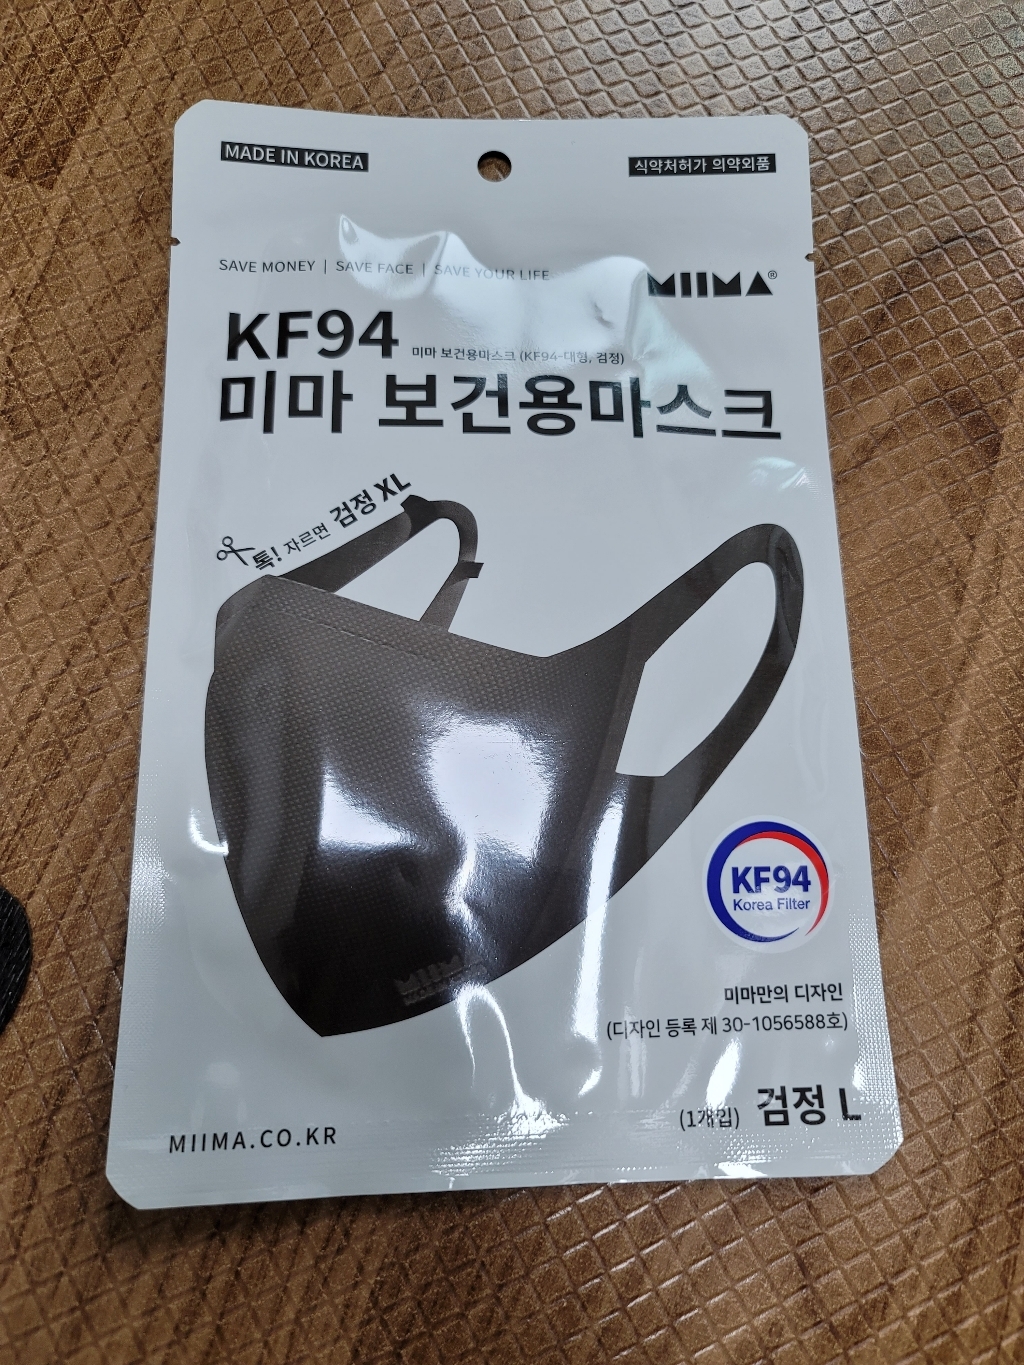 MADE IN KOREA
식약처허가 의약외품
SAVE MONEY | SAVE FACE | SAVE YOUR LIFE
MIIMA®
KF94
미마 보건용마스크 (KF94-대형, 검정)
미마 보건용마스크
톡! 자르면 검정 XL
MIIMA
KF94
Korea Filter
미마만의 디자인
(디자인 등록 제 30-1056588호)
(1개입) 검정 L
MIIMA.CO.KR